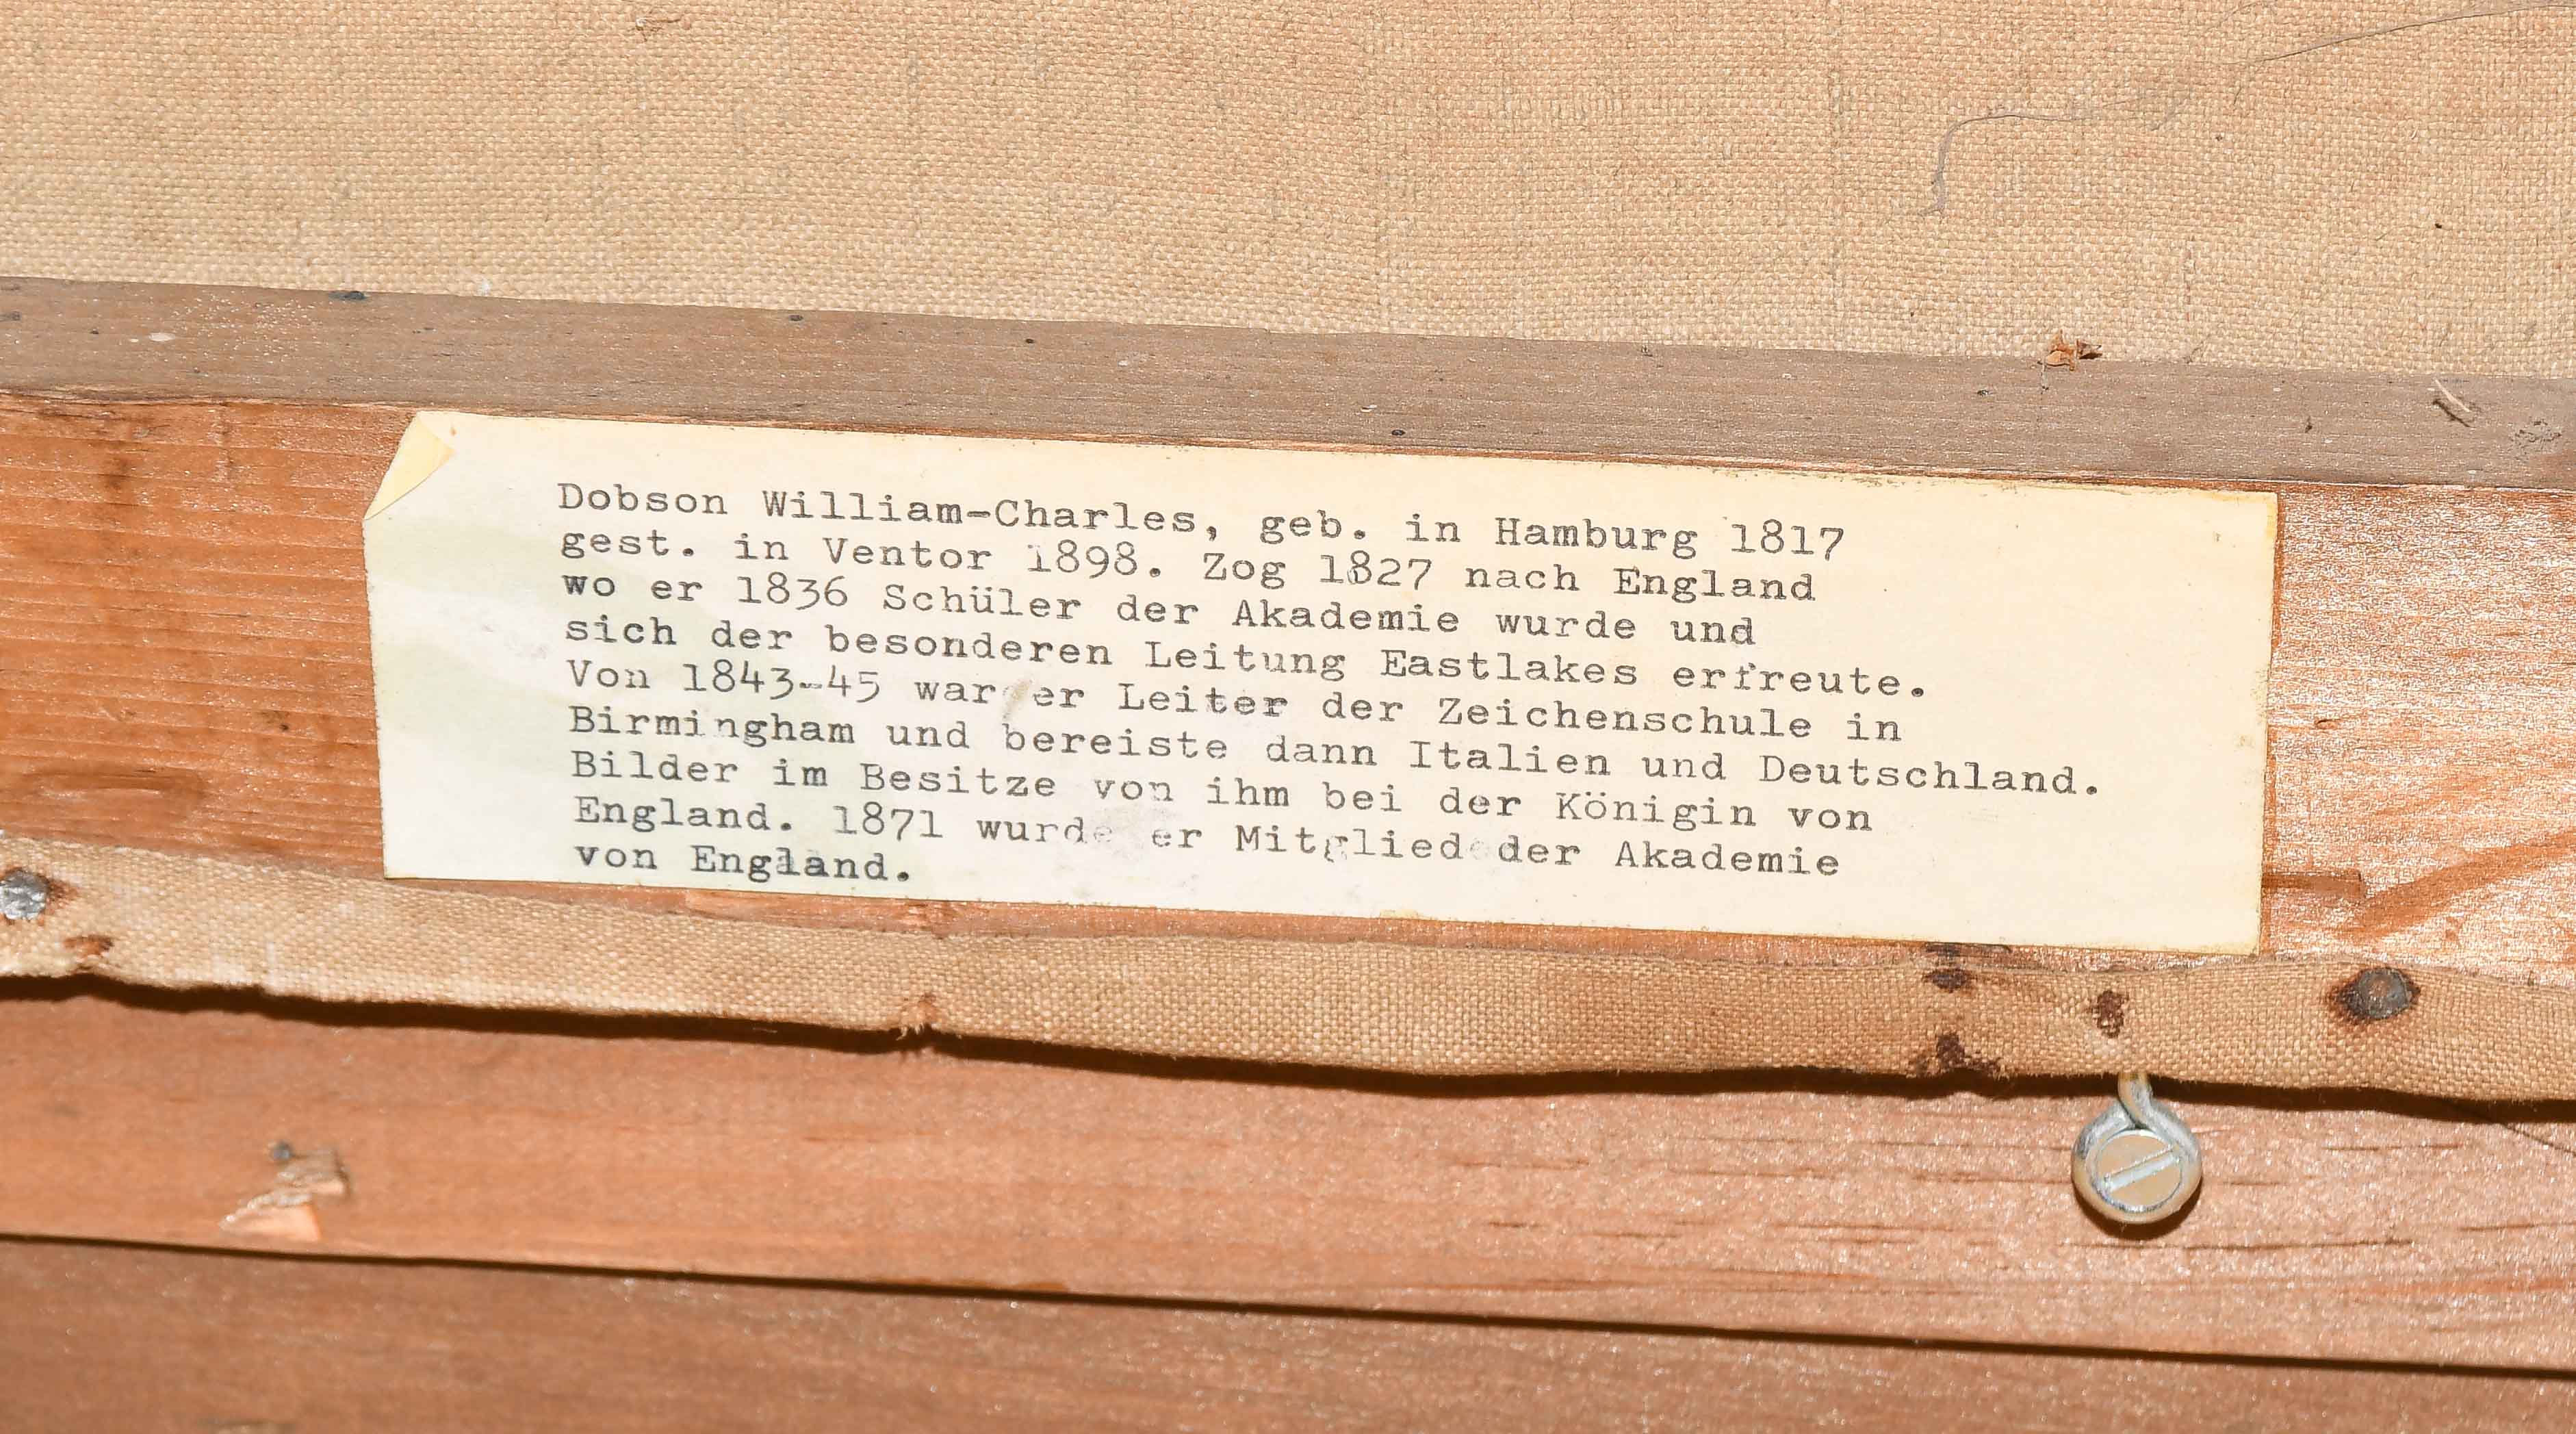 Dobson William-Charles, geb. in Hamburg 1817
gest. in Ventor 1898. Zog 1827 nach England
wo er 1836 Schüler der Akademie wurde und
sich der besonderen Leitung Eastlakes erfreute.
Von 1843-45 war er Leiter der Zeichenschule in
Birmingham und bereiste dann Italien und Deutschland.
Bilder im Besitze von ihm bei der Königin von
England. 1871 wurde er Mitglied der Akademie
von England.